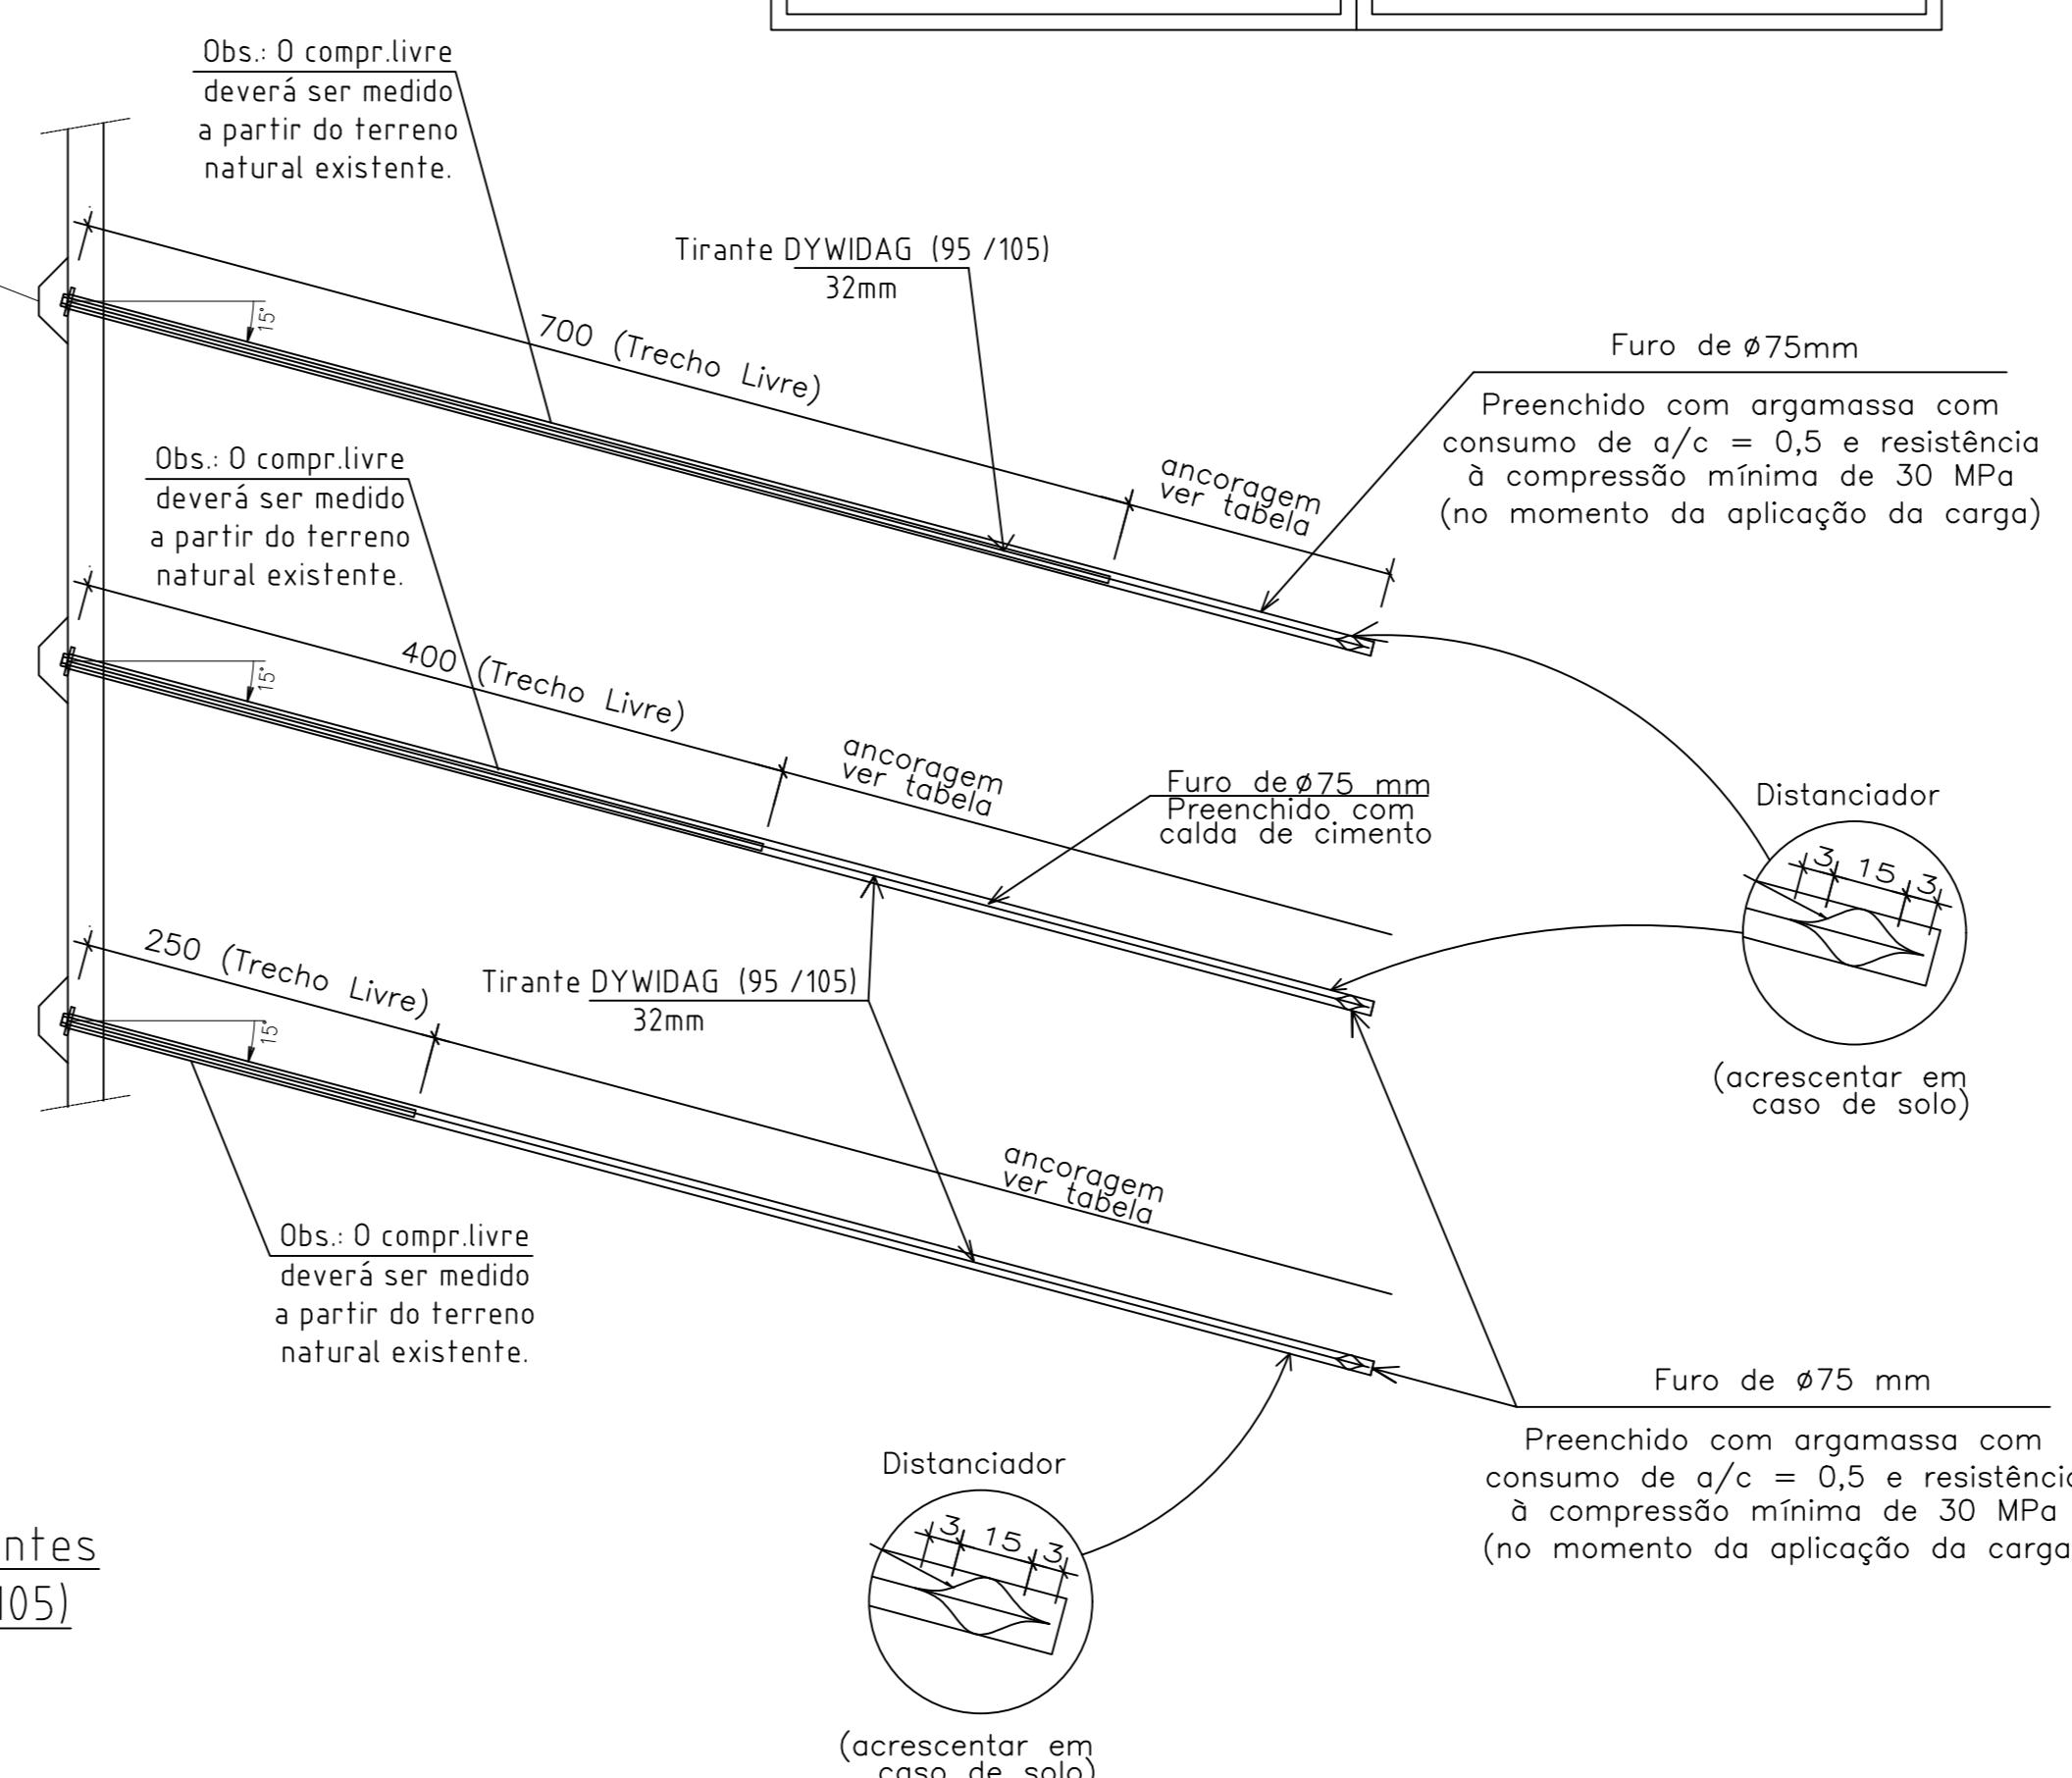 Obs.: O compr.livre
deverá ser medido
a partir do terreno
natural existente.
Tirante DYWIDAG (95 /105)
32mm
15°
700 (Trecho Livre)
Furo de ø75mm
Preenchido com argamassa com
consumo de a/c = 0,5 e resistência
à compressão mínima de 30 MPa
(no momento da aplicação da carga)
ancoragem
ver tabela
Obs.: O compr.livre
deverá ser medido
a partir do terreno
natural existente.
15°
400 (Trecho Livre)
ancoragem
ver tabela
Furo de ø75 mm
Preenchido com
calda de cimento
Distanciador
3 15 3
(acrescentar em
caso de solo)
250 (Trecho Livre)
15°
Tirante DYWIDAG (95 /105)
32mm
ancoragem
ver tabela
Obs.: O compr.livre
deverá ser medido
a partir do terreno
natural existente.
Furo de ø75 mm
Preenchido com argamassa com
consumo de a/c = 0,5 e resistênci
à compressão mínima de 30 MPa
(no momento da aplicação da carga
Distanciador
3 15 3
(acrescentar em
caso de solo)
ntes
105)